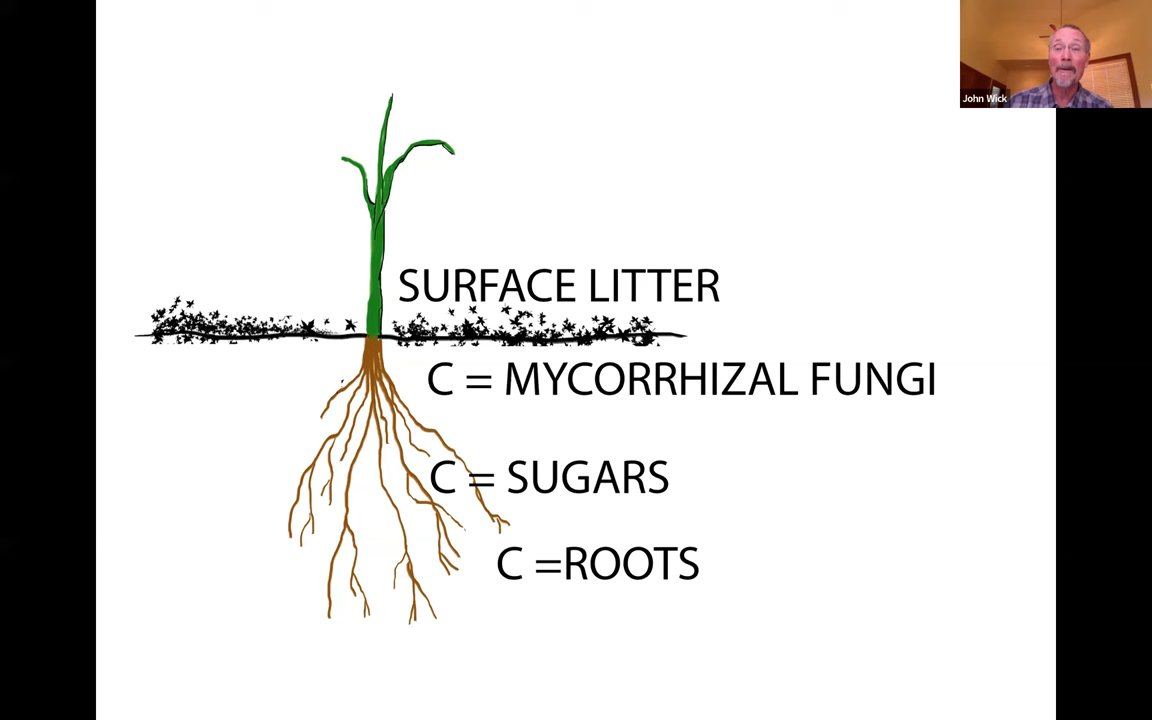 John Wick
SURFACE LITTER
C = MYCORRHIZAL FUNGI
C = SUGARS
C =ROOTS